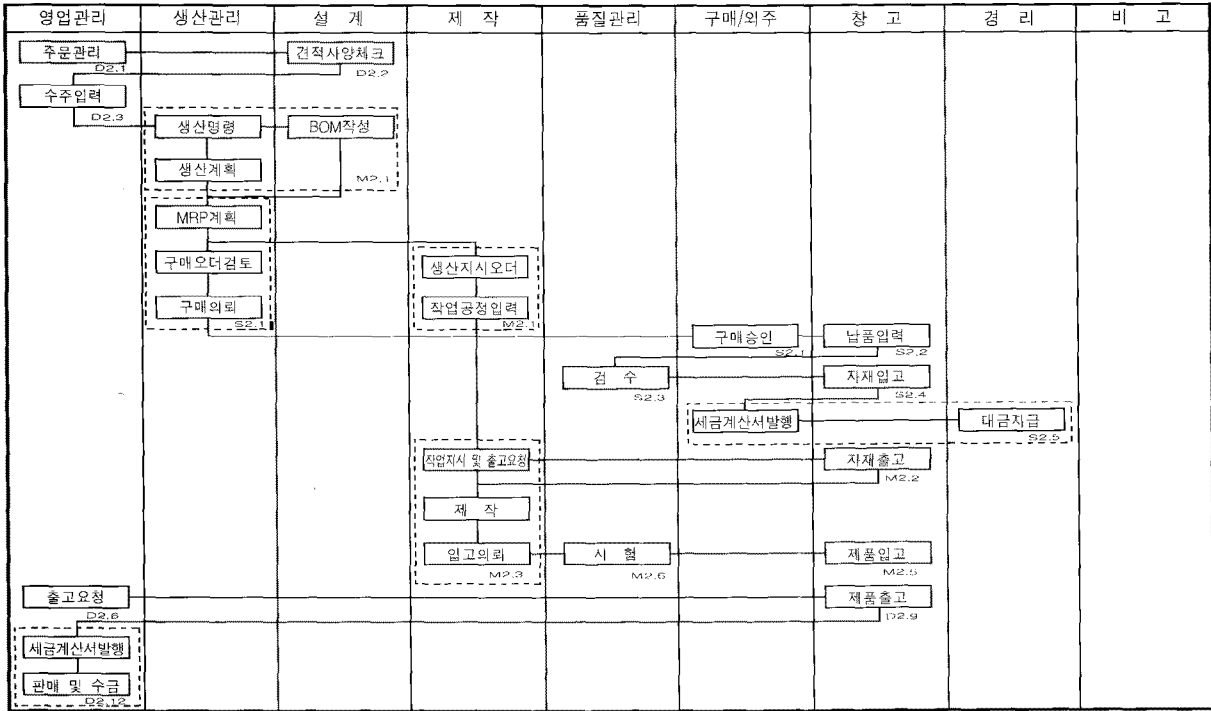 영업관리 생산관리 설 계 제 작 품질관리 구매/외주 창 고 경 리 비 고
주문관리 견적사양체크
D2.1 D2.2
수주입력
D2.3
생산명령 BOM작성
생산계획
M2.1
MRP계획
구매오더검토 생산지시오더
구매의뢰 작업공정입력
S2.1 M2.1
구매승인 납품입력
S2.1 S2.2
검 수 자재입고
S2.3 S2.4
세금계산서발행 대금지급
S2.5
작업지시 및 출고요청 자재출고
M2.2
제 작
입고의뢰 시 험 제품입고
M2.3 M2.6 M2.5
출고요청 제품출고
D2.6 D2.9
세금계산서발행
판매 및 수금
D2.12